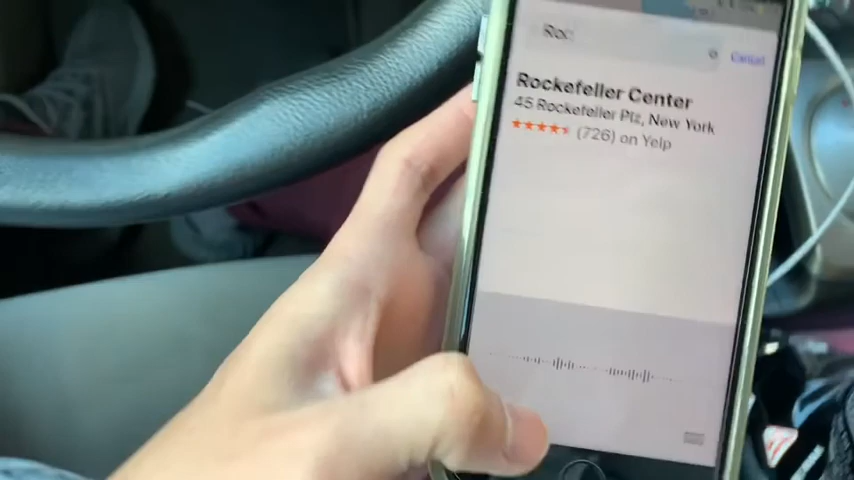 Roc
Cancel
Rockefeller Center
45 Rockefeller Plz, New York
(726) on Yelp